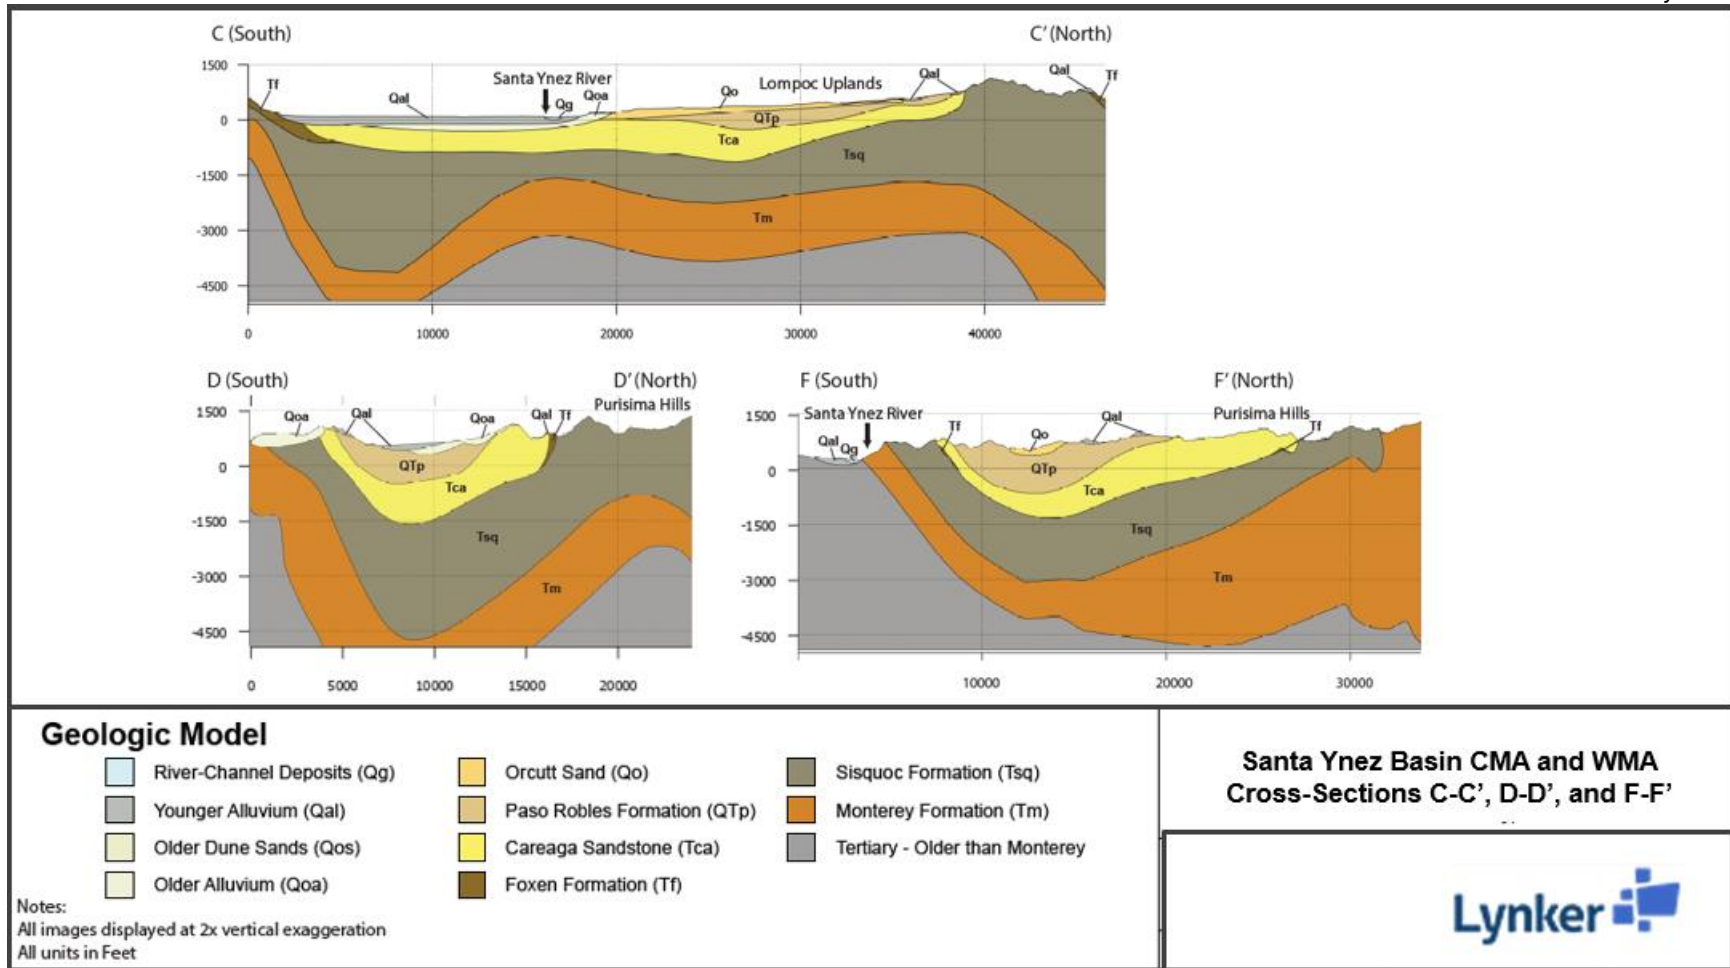 C (South)
C' (North)
1500
0
-1500
-3000
-4500
Tf
Qal
Santa Ynez River
Qg
Qoa
Qo
Lompoc Uplands
Qal
Qal
Tf
QTp
Tca
Tsq
Tm
0
10000
20000
30000
40000
D (South)
D' (North)
Purisima Hills
1500
0
-1500
-3000
-4500
Qoa
Qal
Qoa
Qal
Tf
QTp
Tca
Tsq
Tm
0
5000
10000
15000
20000
F (South)
F' (North)
1500
0
-1500
-3000
-4500
Santa Ynez River
Purisima Hills
Qal
Qg
Tf
Qo
Qal
Tf
QTp
Tca
Tsq
Tm
10000
20000
30000
Geologic Model
River-Channel Deposits (Qg)
Younger Alluvium (Qal)
Older Dune Sands (Qos)
Older Alluvium (Qoa)
Orcutt Sand (Qo)
Paso Robles Formation (QTp)
Careaga Sandstone (Tca)
Foxen Formation (Tf)
Sisquoc Formation (Tsq)
Monterey Formation (Tm)
Tertiary - Older than Monterey
Notes:
All images displayed at 2x vertical exaggeration
All units in Feet
Santa Ynez Basin CMA and WMA
Cross-Sections C-C', D-D', and F-F'
Lynker